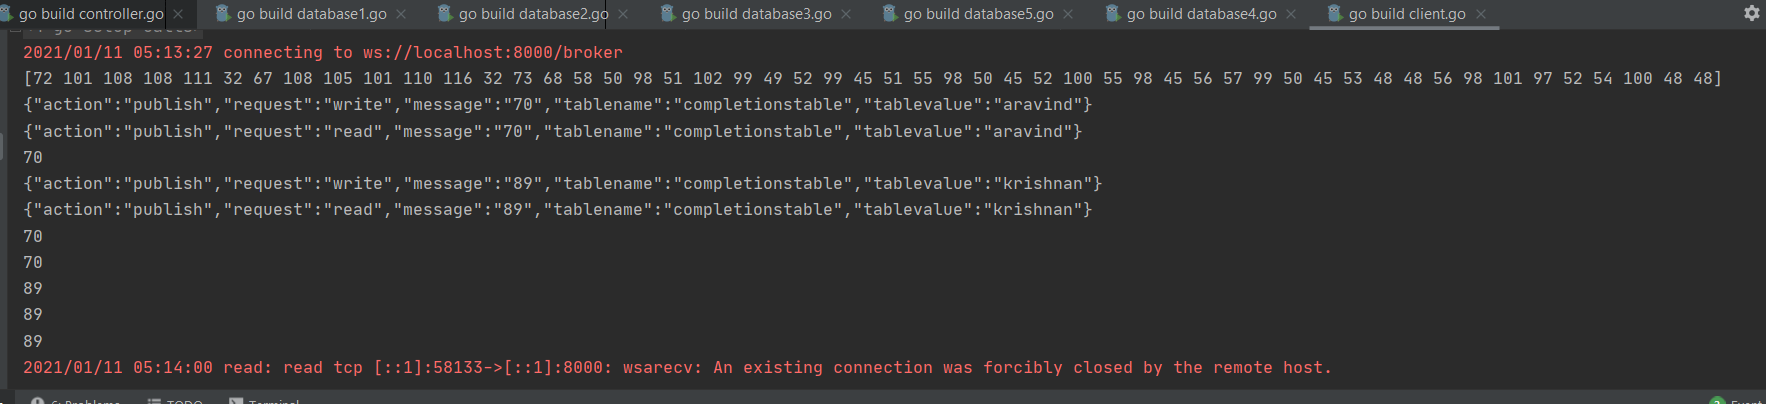 go build controller.go go build database1.go go build database2.go go build database3.go go build database5.go go build database4.go go build client.go
2021/01/11 05:13:27 connecting to ws://localhost:8000/broker
[72 101 108 108 111 32 67 108 105 101 110 116 32 73 68 58 50 98 51 102 99 49 52 99 45 51 55 98 50 45 52 100 55 98 45 56 57 99 50 45 53 48 48 56 98 101 97 52 54 100 48 48]
{"action":"publish","request":"write","message":"70","tablename":"completionstable","tablevalue":"aravind"}
{"action":"publish","request":"read","message":"70","tablename":"completionstable","tablevalue":"aravind"}
70
{"action":"publish","request":"write","message":"89","tablename":"completionstable","tablevalue":"krishnan"}
{"action":"publish","request":"read","message":"89","tablename":"completionstable","tablevalue":"krishnan"}
70
70
89
89
89
2021/01/11 05:14:00 read: read tcp [::1]:58133->[::1]:8000: wsarecv: An existing connection was forcibly closed by the remote host.
6: Problems TODO Terminal Event